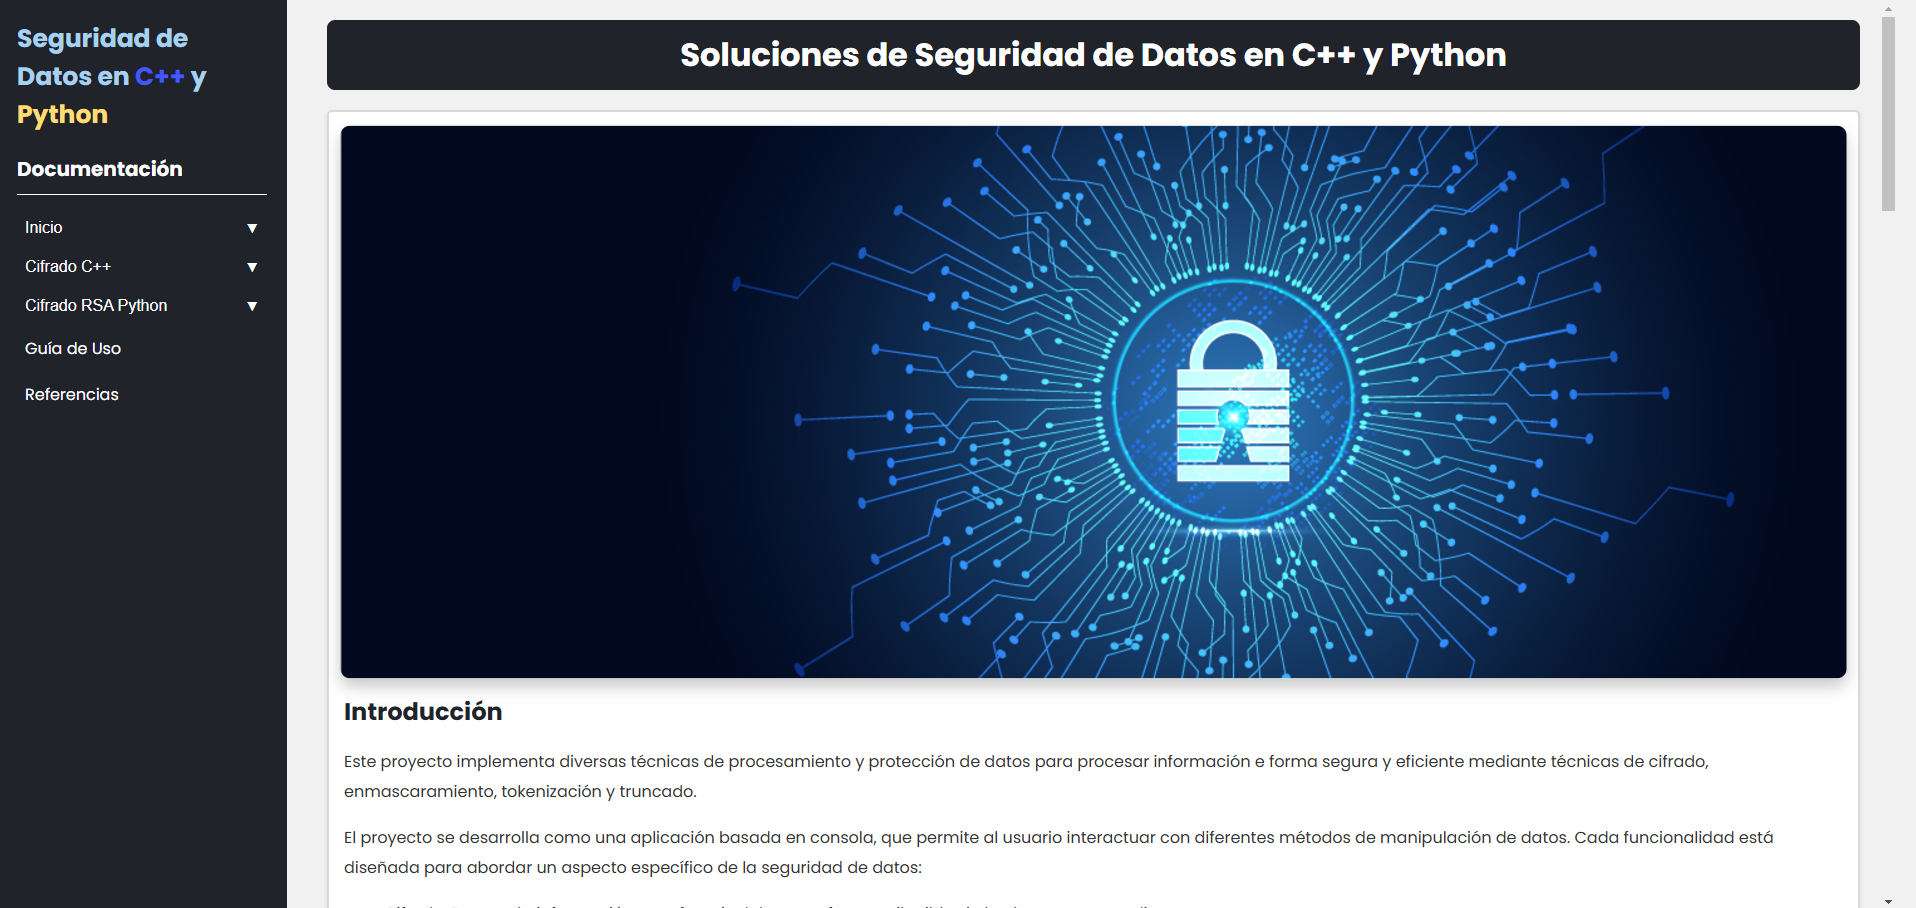 Seguridad de
Datos en C++ y
Python
Documentación
Inicio ▼
Cifrado C++ ▼
Cifrado RSA Python ▼
Guía de Uso
Referencias
Soluciones de Seguridad de Datos en C++ y Python
Introducción
Este proyecto implementa diversas técnicas de procesamiento y protección de datos para procesar información e forma segura y eficiente mediante técnicas de cifrado,
enmascaramiento, tokenización y truncado.
El proyecto se desarrolla como una aplicación basada en consola, que permite al usuario interactuar con diferentes métodos de manipulación de datos. Cada funcionalidad está
diseñada para abordar un aspecto específico de la seguridad de datos: